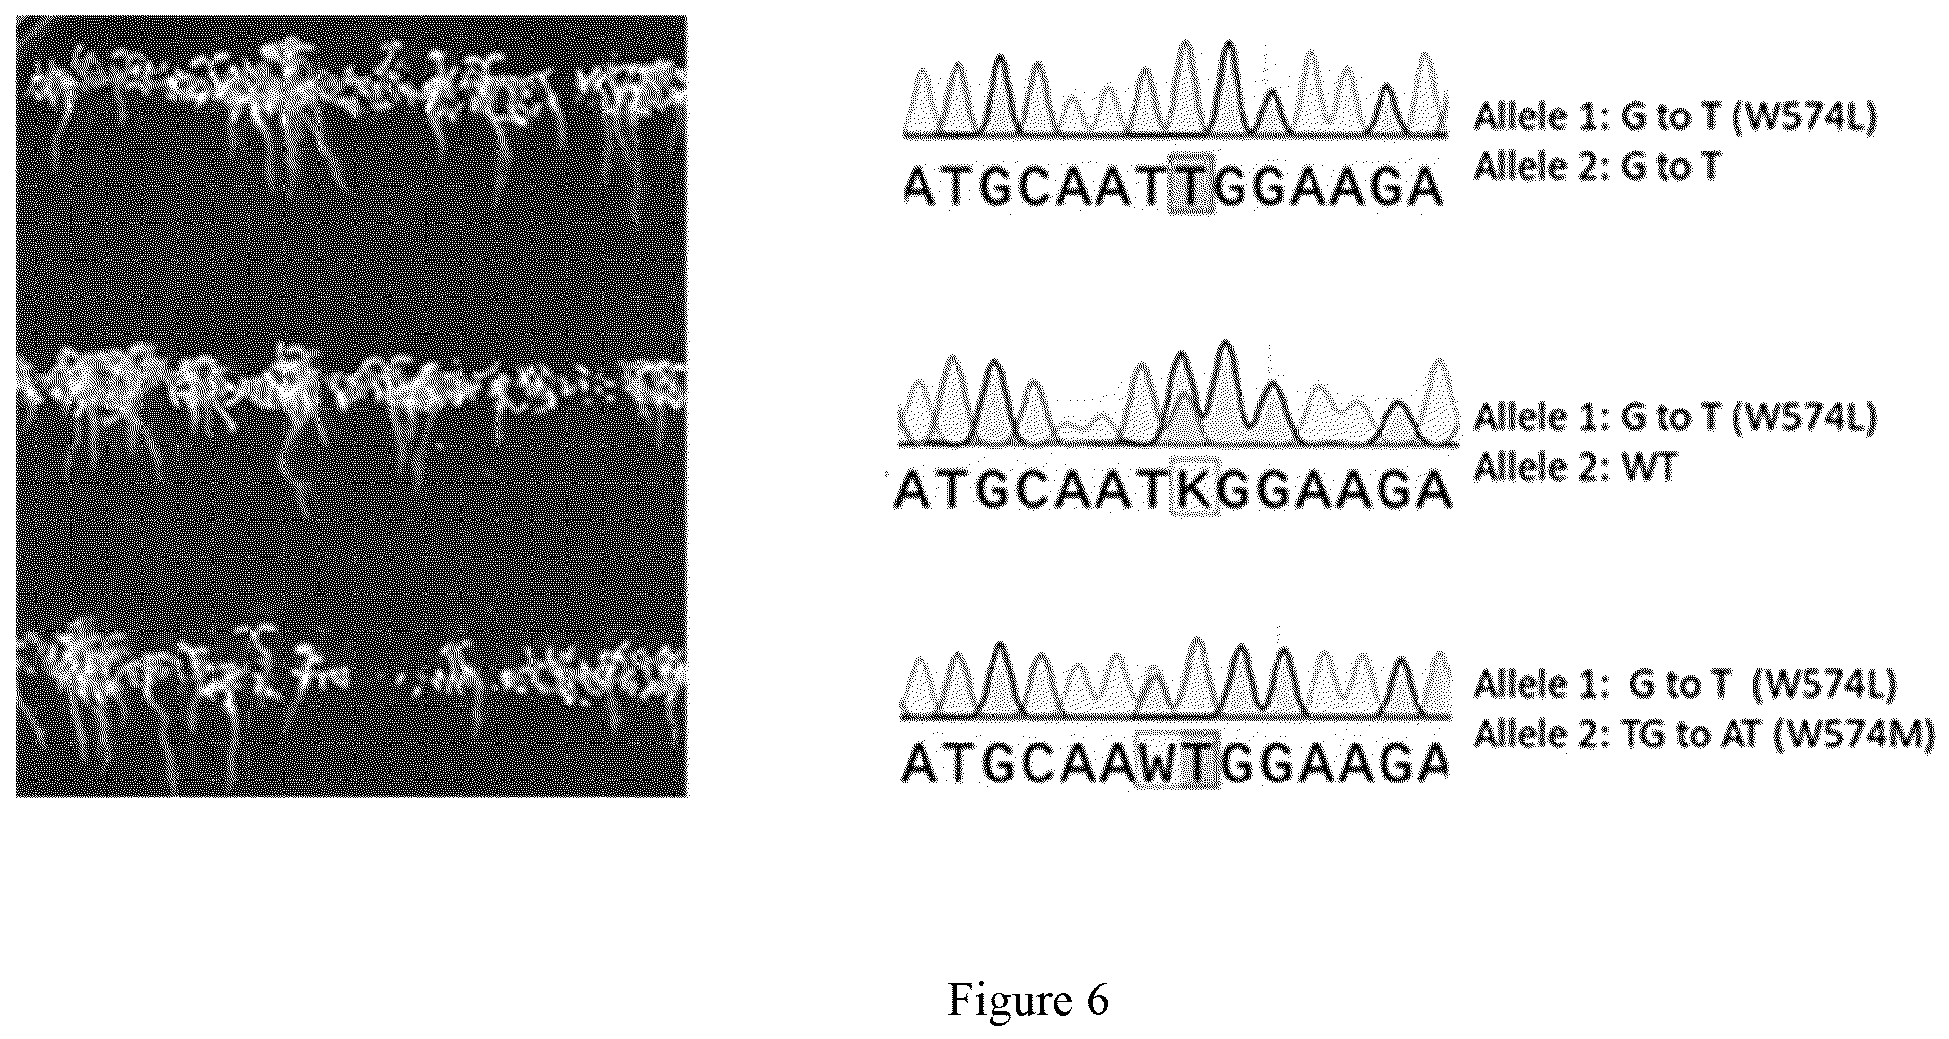 Allele 1: G to T (W574L)
Allele 2: G to T
ATGCAATTGGAAGA
Allele 1: G to T (W574L)
Allele 2: WT
ATGCAATKGGAAGA
Allele 1: G to T (W574L)
Allele 2: TG to AT (W574M)
ATGCAAWTGGAAGA
Figure 6